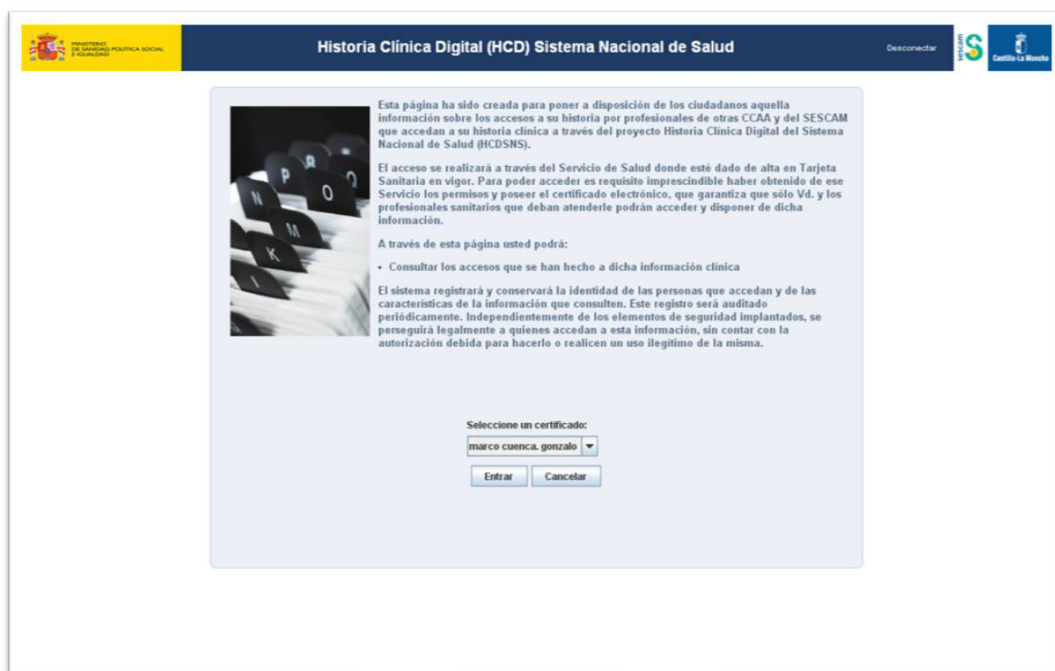 MINISTERIO
DE SANIDAD, POLÍTICA SOCIAL
E IGUALDAD
Historia Clínica Digital (HCD) Sistema Nacional de Salud
Desconectar
sescam
Castilla-La Mancha
Esta página ha sido creada para poner a disposición de los ciudadanos aquella
información sobre los accesos a su historia por profesionales de otras CCAA y del SESCAM
que accedan a su historia clínica a través del proyecto Historia Clínica Digital del Sistema
Nacional de Salud (HCDSNS).
El acceso se realizará a través del Servicio de Salud donde esté dado de alta en Tarjeta
Sanitaria en vigor. Para poder acceder es requisito imprescindible haber obtenido de ese
Servicio los permisos y poseer el certificado electrónico, que garantiza que sólo Vd. y los
profesionales sanitarios que deban atenderle podrán acceder y disponer de dicha
información.
A través de esta página usted podrá:
• Consultar los accesos que se han hecho a dicha información clínica
El sistema registrará y conservará la identidad de las personas que accedan y de las
características de la información que consulten. Este registro será auditado
periódicamente. Independientemente de los elementos de seguridad implantados, se
perseguirá legalmente a quienes accedan a esta información, sin contar con la
autorización debida para hacerlo o realicen un uso ilegítimo de la misma.
P
Q
N
O
M
K
I
Seleccione un certificado:
marco cuenca. gonzalo
Entrar
Cancelar